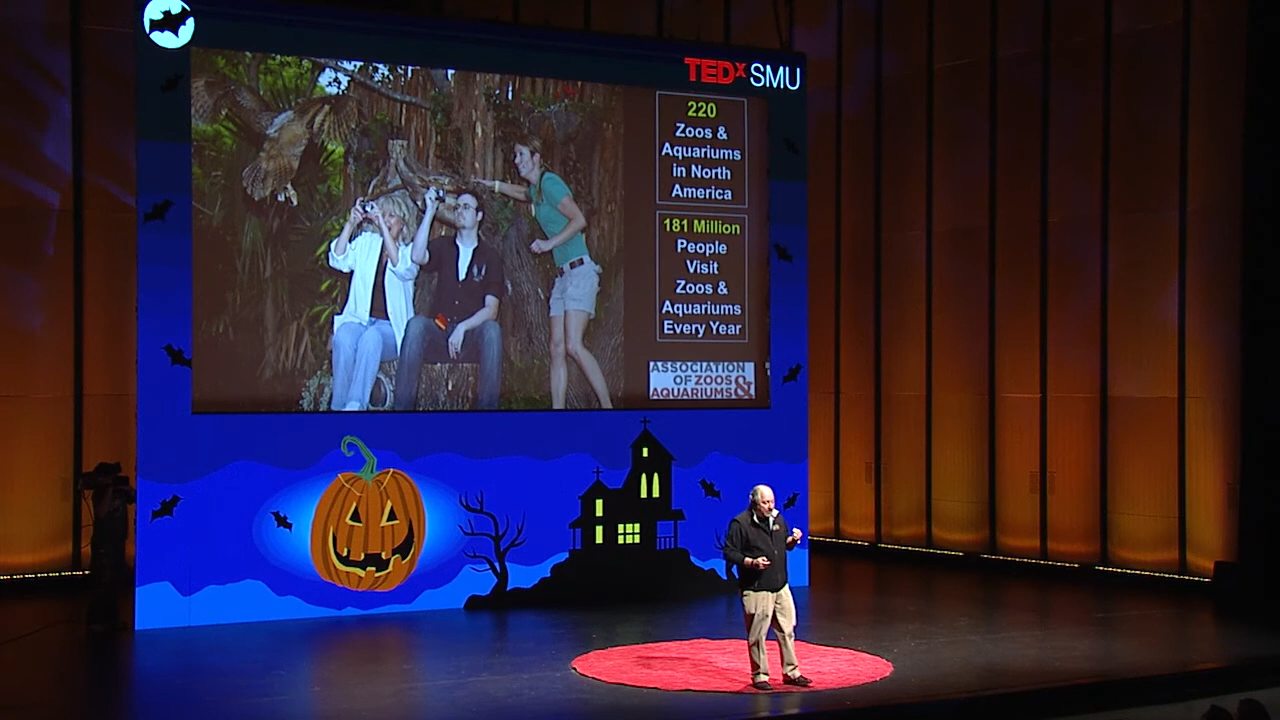 TEDx SMU
220
Zoos &
Aquariums
in North
America
181 Million
People
Visit
Zoos &
Aquariums
Every Year
ASSOCIATION
OF ZOOS &
AQUARIUMS